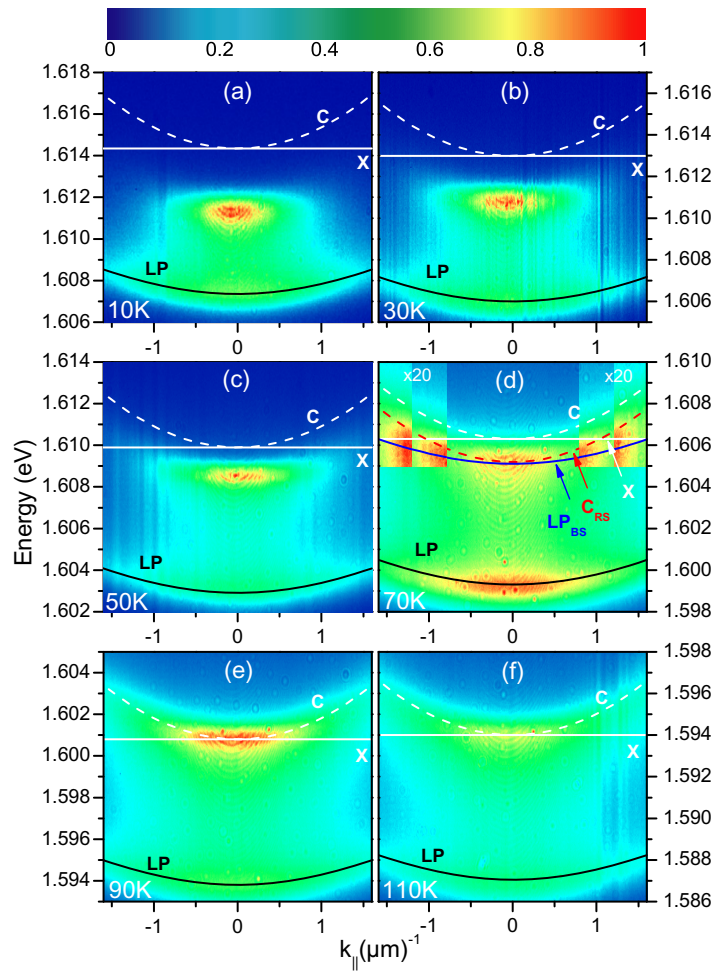 0 0.2 0.4 0.6 0.8 1
1.618
1.616
1.614
1.612
1.610
1.608
1.606
(a)
C
X
LP
10K
-1 0 1
(b)
C
X
LP
30K
1.616
1.614
1.612
1.610
1.608
1.606
-1 0 1
1.614
1.612
1.610
1.608
1.606
1.604
1.602
(c)
C
X
LP
50K
-1 0 1
x20 (d) x20
C
X
C_RS
LP_BS
LP
70K
1.610
1.608
1.606
1.604
1.602
1.600
1.598
-1 0 1
Energy (eV)
1.604
1.602
1.600
1.598
1.596
1.594
(e)
C
X
LP
90K
-1 0 1
(f)
C
X
LP
110K
1.598
1.596
1.594
1.592
1.590
1.588
1.586
-1 0 1
k_||(μm)^-1